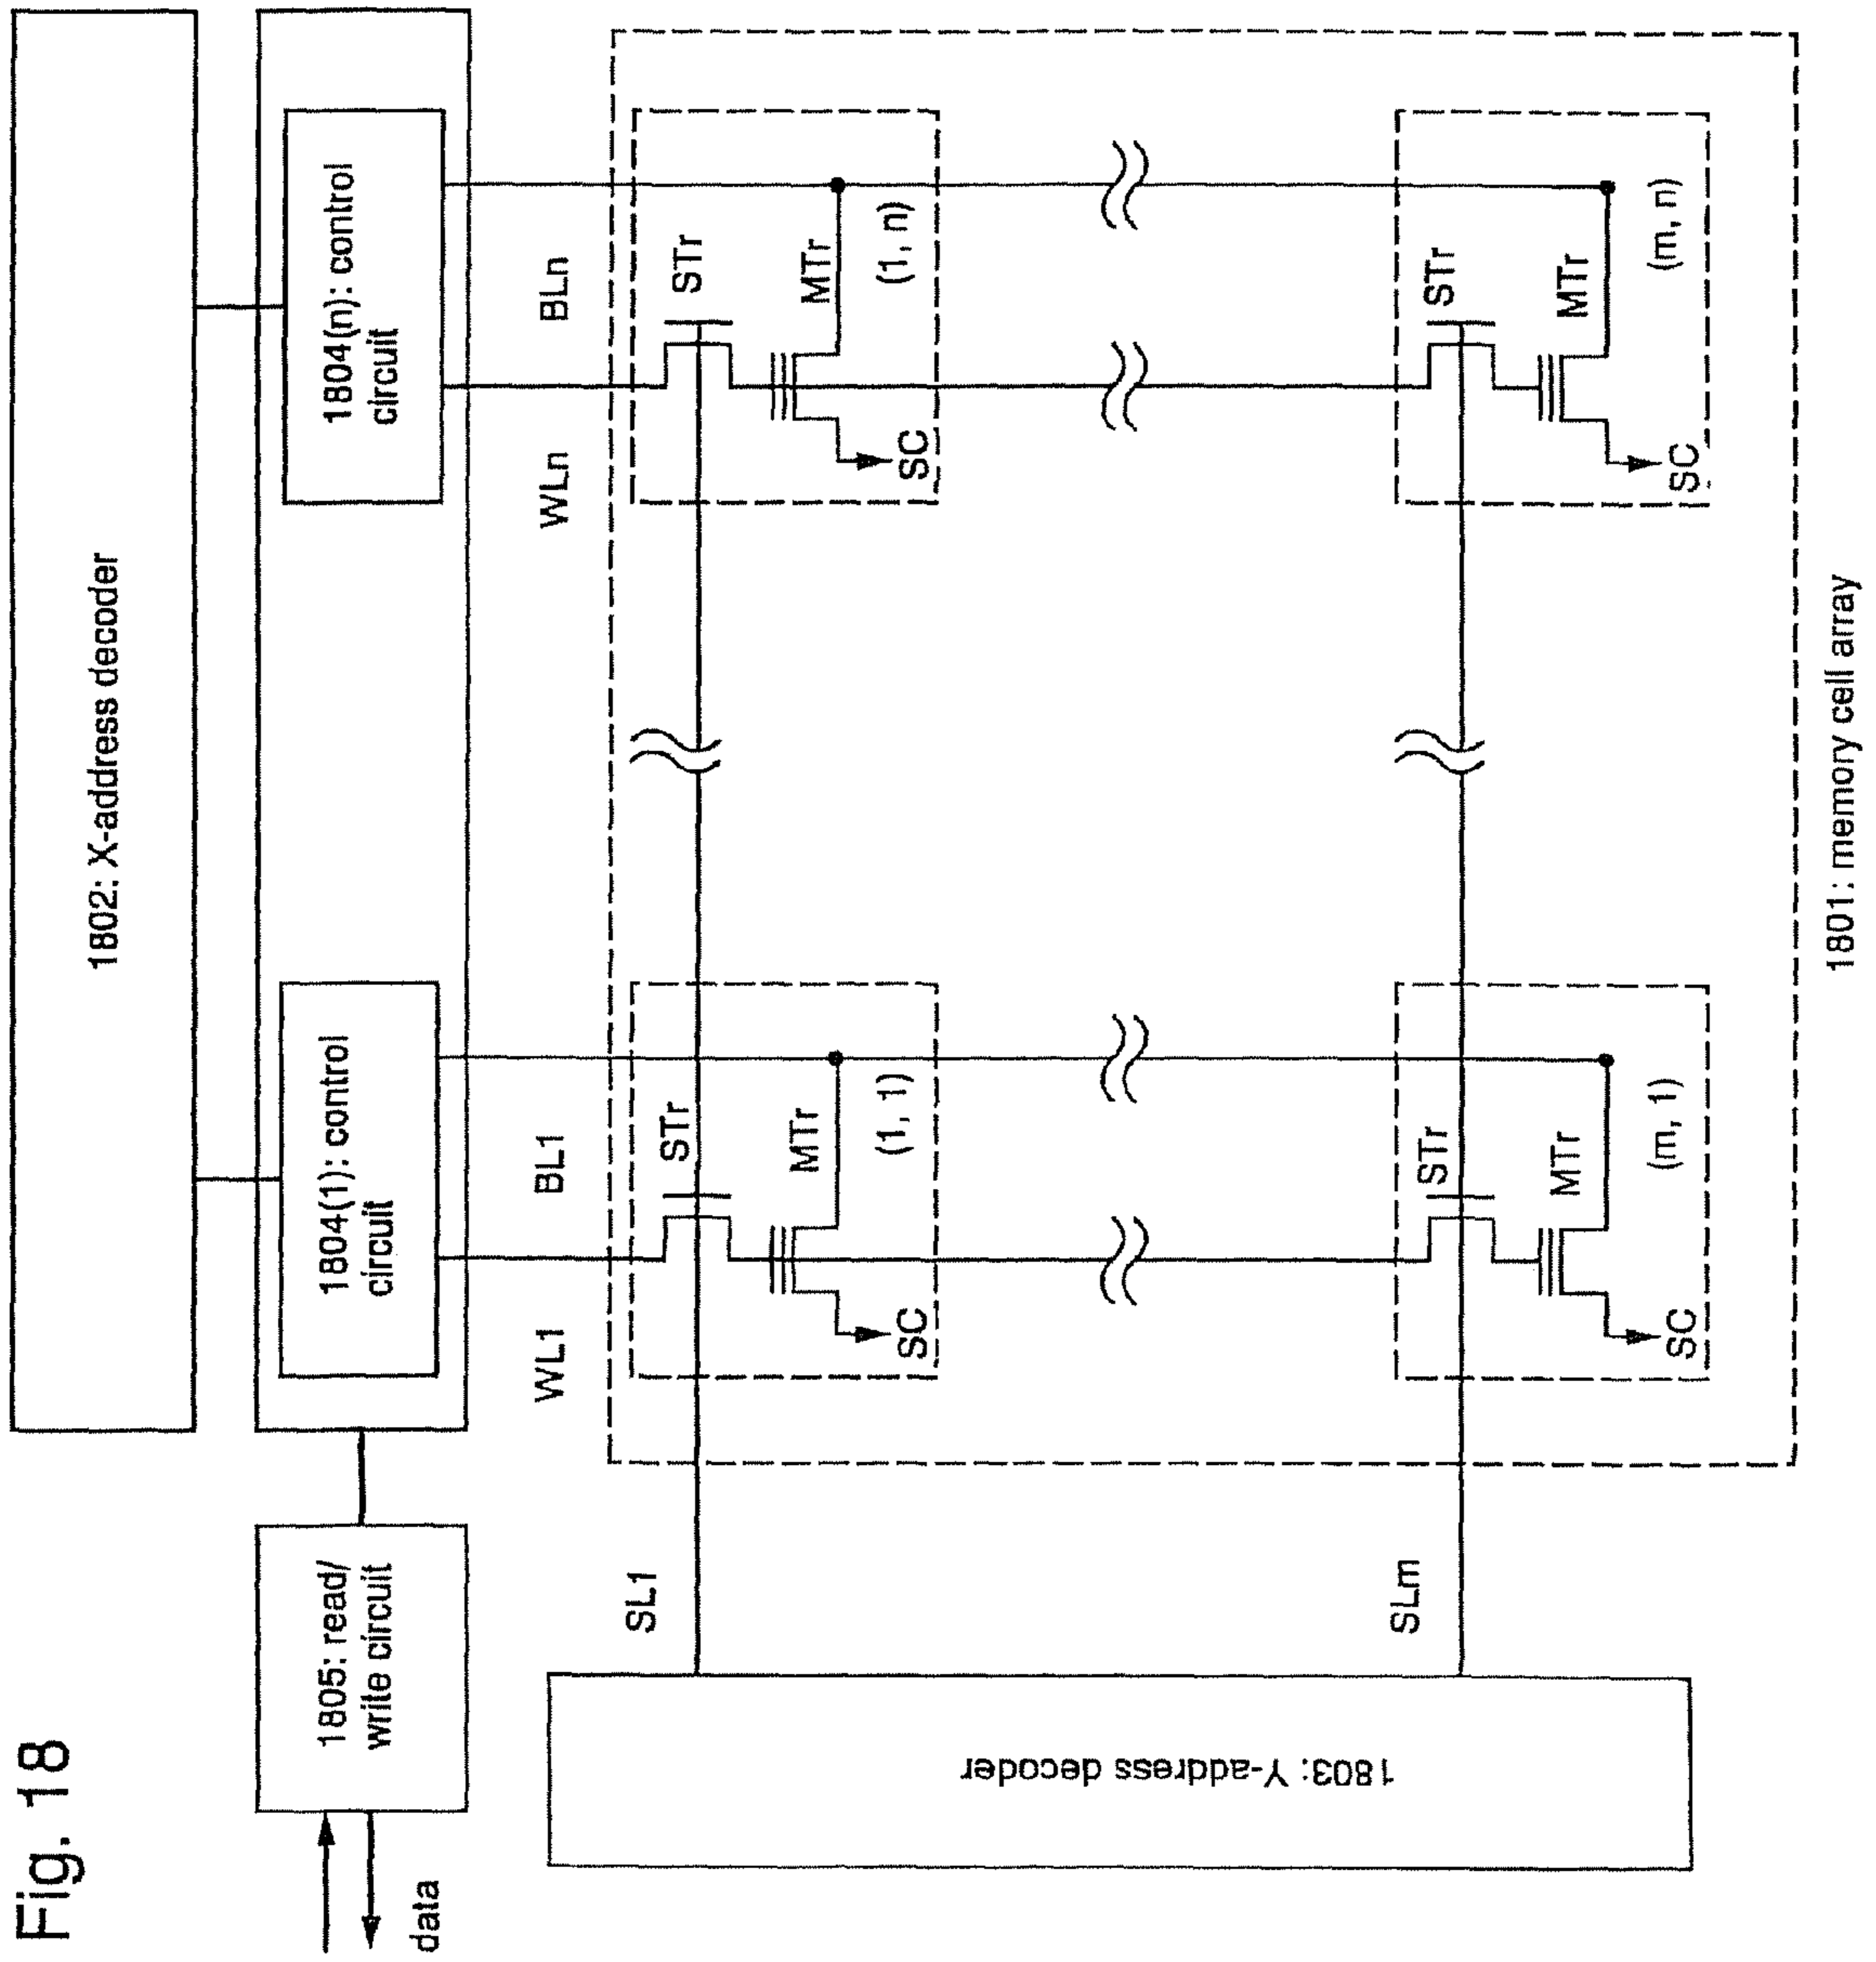 Fig. 18
1802: X-address decoder
1804(1): control
circuit
1804(n): control
circuit
1805: read/
write circuit
data
WL1
BL1
WLn
BLn
SL1
STr
MTr
SC
(1, 1)
STr
MTr
SC
(1, n)
1803: Y-address decoder
SLm
STr
MTr
SC
(m, 1)
STr
MTr
SC
(m, n)
1801: memory cell array